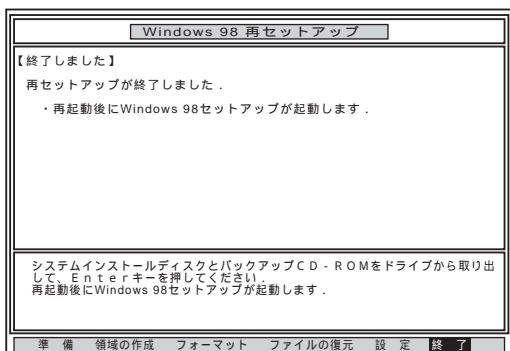 Windows 98 再セットアップ
【終了しました】
再セットアップが終了しました．
・再起動後にWindows 98セットアップが起動します．
システムインストールディスクとバックアップＣＤ‐ＲＯＭをドライブから取り出
して、Ｅｎｔｅｒキーを押してください．
再起動後にWindows 98セットアップが起動します．
準　備　領域の作成　フォーマット　ファイルの復元　設　定　終　了